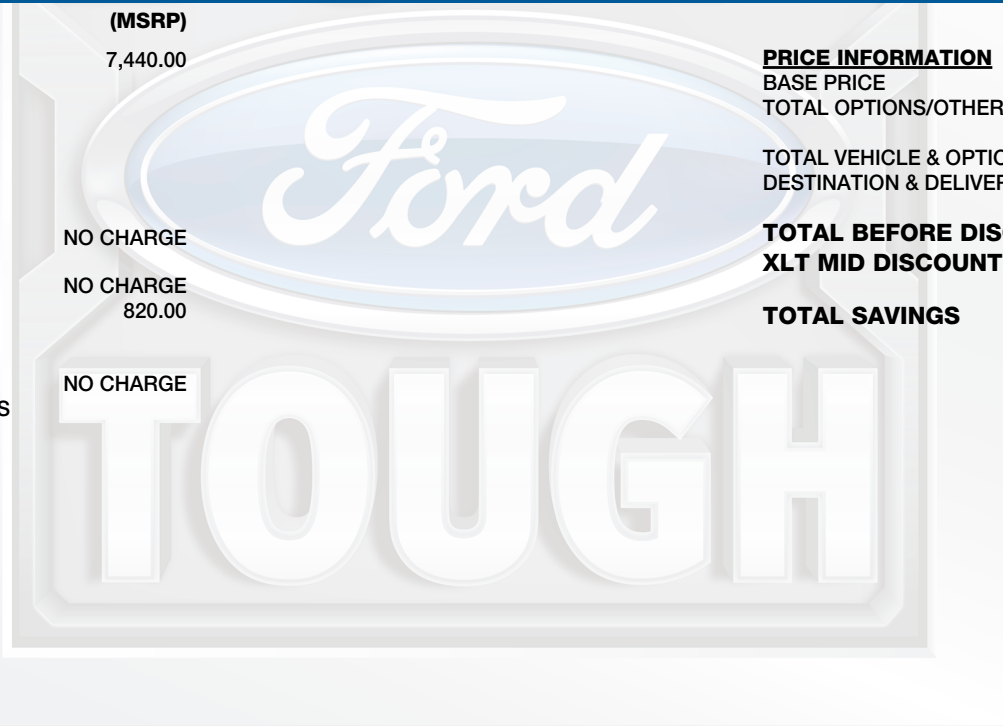 (MSRP)
7,440.00
NO CHARGE
NO CHARGE
820.00
NO CHARGE
S
PRICE INFORMATION
BASE PRICE
TOTAL OPTIONS/OTHER
TOTAL VEHICLE & OPTIO
DESTINATION & DELIVER
TOTAL BEFORE DIS
XLT MID DISCOUNT
TOTAL SAVINGS
Ford
TOUGH